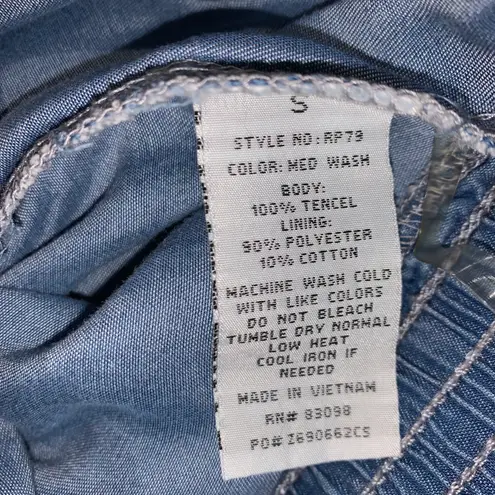 S
STYLE NO: RP79
COLOR: MED WASH
BODY:
100% TENCEL
LINING:
90% POLYESTER
10% COTTON
MACHINE WASH COLD
WITH LIKE COLORS
DO NOT BLEACH
TUMBLE DRY NORMAL
LOW HEAT
COOL IRON IF
NEEDED
MADE IN VIETNAM
RN# 83098
PO# Z690662CS